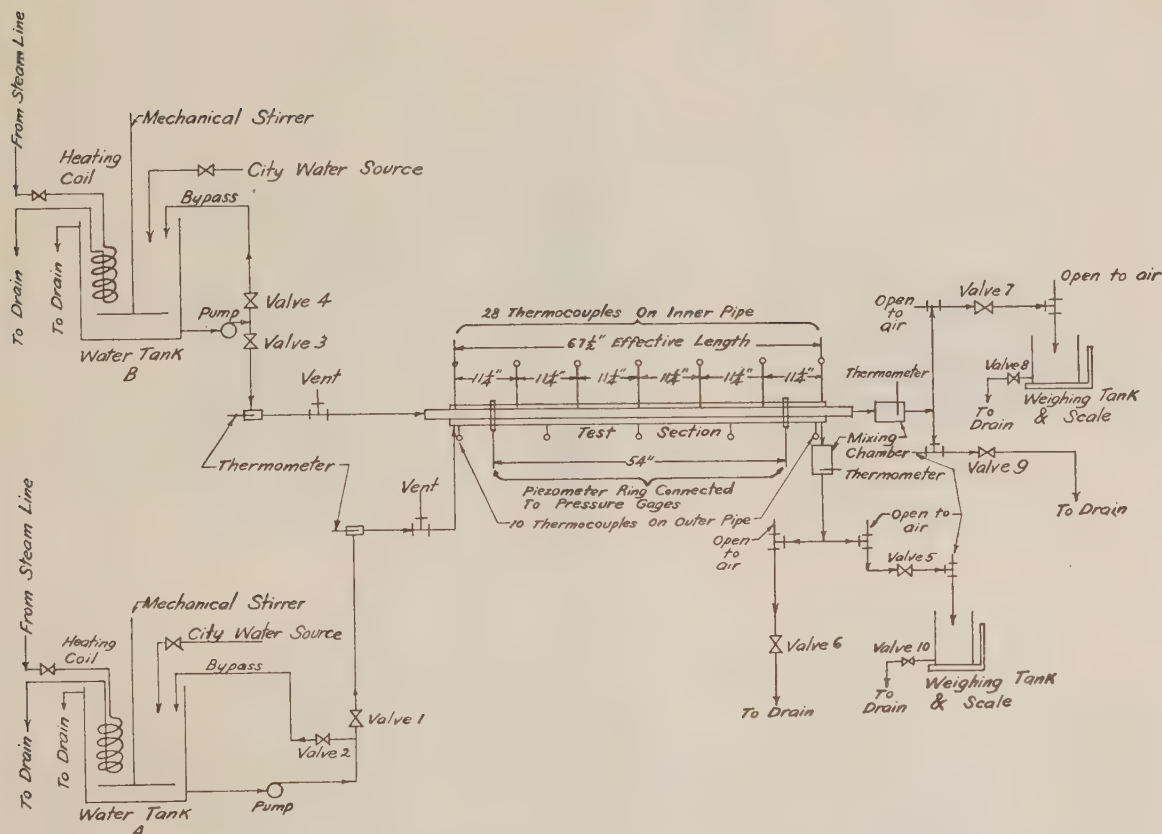 From Steam Line
Mechanical Stirrer
Heating
Coil
City Water Source
Bypass
To Drain
To Drain
Valve 4
Pump
Valve 3
Water Tank
B
Vent
Thermometer
28 Thermocouples On Inner Pipe
67½" Effective Length
11¼" 11¼" 11¼" 11¼" 11¼" 11¼"
Test Section
54"
Piezometer Ring Connected
To Pressure Gages
10 Thermocouples On Outer Pipe
Vent
Thermometer
Mixing
Chamber
Thermometer
Open
to
air
Valve 7
Open to air
Valve 8
To
Drain
Weighing Tank
& Scale
Valve 9
To Drain
Open to air
Open
to
air
Valve 5
Valve 6
To Drain
Valve 10
To
Drain
Weighing Tank
& Scale
From Steam Line
Mechanical Stirrer
Heating
Coil
City Water Source
Bypass
To Drain
To Drain
Valve 1
Valve 2
Pump
Water Tank
A